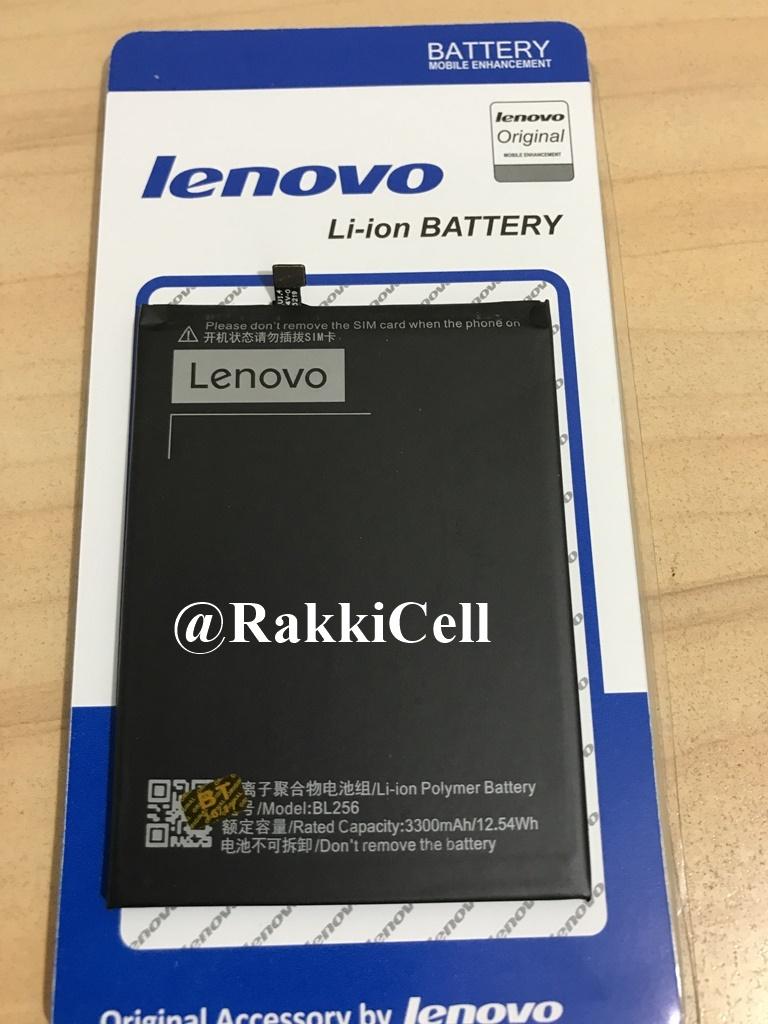 BATTERY
MOBILE ENHANCEMENT
lenovo
Original
MOBILE ENHANCEMENT
lenovo
Li-ion BATTERY
Please don't remove the SIM card when the phone on
开机状态请勿插拔SIM卡
Lenovo
@RakkiCell
离子聚合物电池组/Li-ion Polymer Battery
号/Model:BL256
额定容量/Rated Capacity:3300mAh/12.54Wh
电池不可拆卸/Don't remove the battery
BT
Original Accessory by lenovo